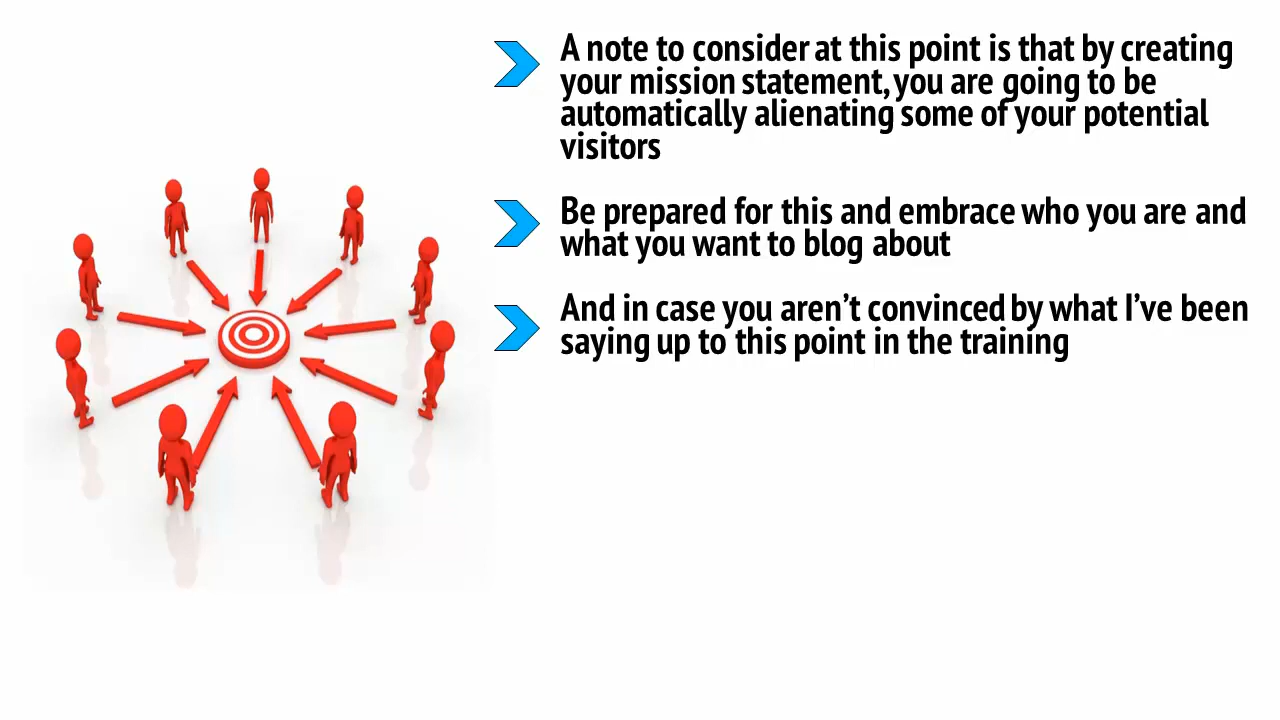 A note to consider at this point is that by creating
your mission statement, you are going to be
automatically alienating some of your potential
visitors
Be prepared for this and embrace who you are and
what you want to blog about
And in case you aren’t convinced by what I’ve been
saying up to this point in the training